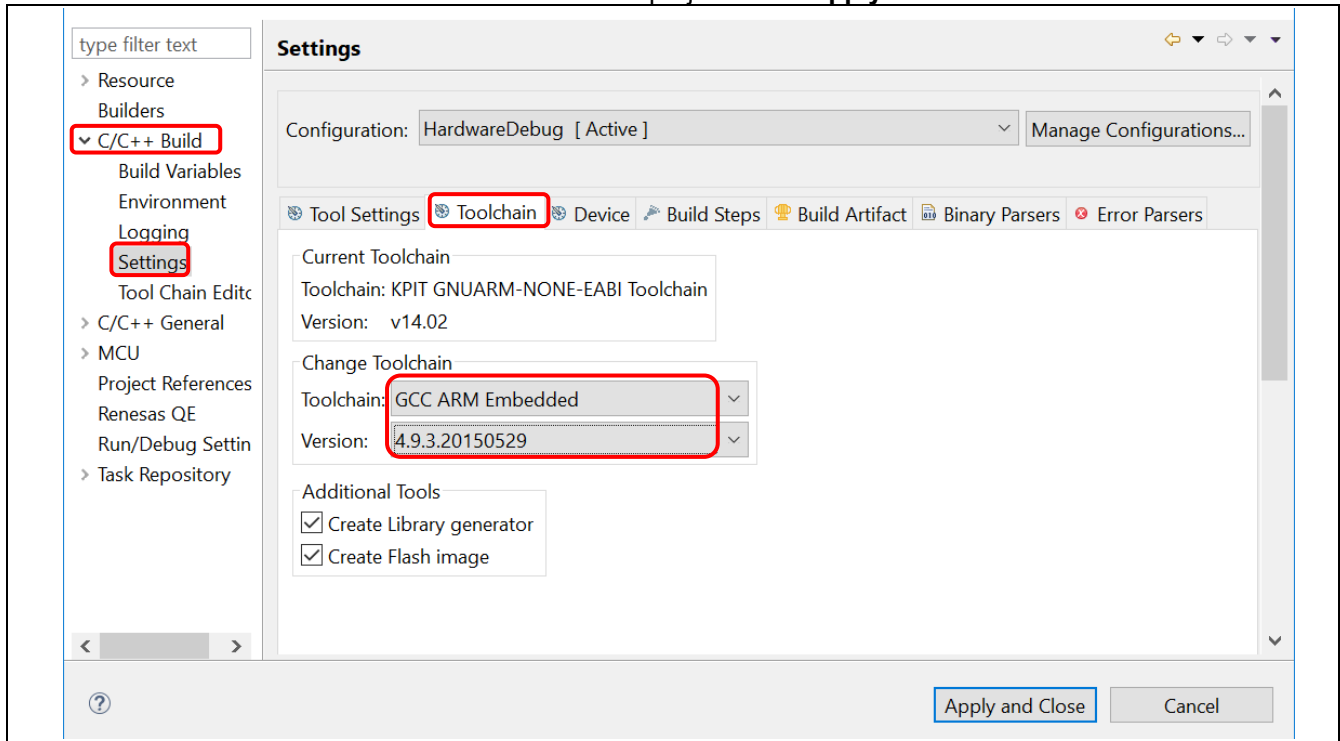 type filter text
Settings
Resource
Builders
C/C++ Build
Build Variables
Environment
Logging
Settings
Tool Chain Editc
C/C++ General
MCU
Project References
Renesas QE
Run/Debug Settin
Task Repository
Configuration: HardwareDebug [ Active ] Manage Configurations...
Tool Settings Toolchain Device Build Steps Build Artifact Binary Parsers Error Parsers
Current Toolchain
Toolchain: KPIT GNUARM-NONE-EABI Toolchain
Version: v14.02
Change Toolchain
Toolchain: GCC ARM Embedded
Version: 4.9.3.20150529
Additional Tools
Create Library generator
Create Flash image
Apply and Close Cancel